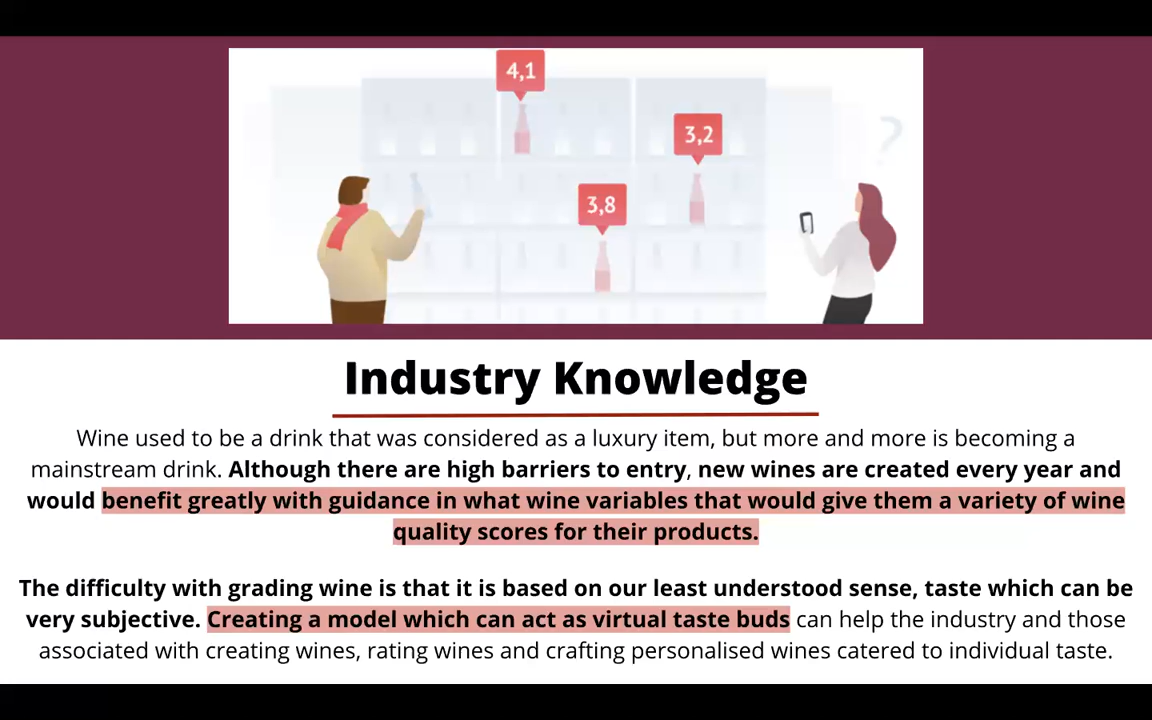 4,1
3,2
3,8
?
Industry Knowledge
Wine used to be a drink that was considered as a luxury item, but more and more is becoming a
mainstream drink. Although there are high barriers to entry, new wines are created every year and
would benefit greatly with guidance in what wine variables that would give them a variety of wine
quality scores for their products.
The difficulty with grading wine is that it is based on our least understood sense, taste which can be
very subjective. Creating a model which can act as virtual taste buds can help the industry and those
associated with creating wines, rating wines and crafting personalised wines catered to individual taste.